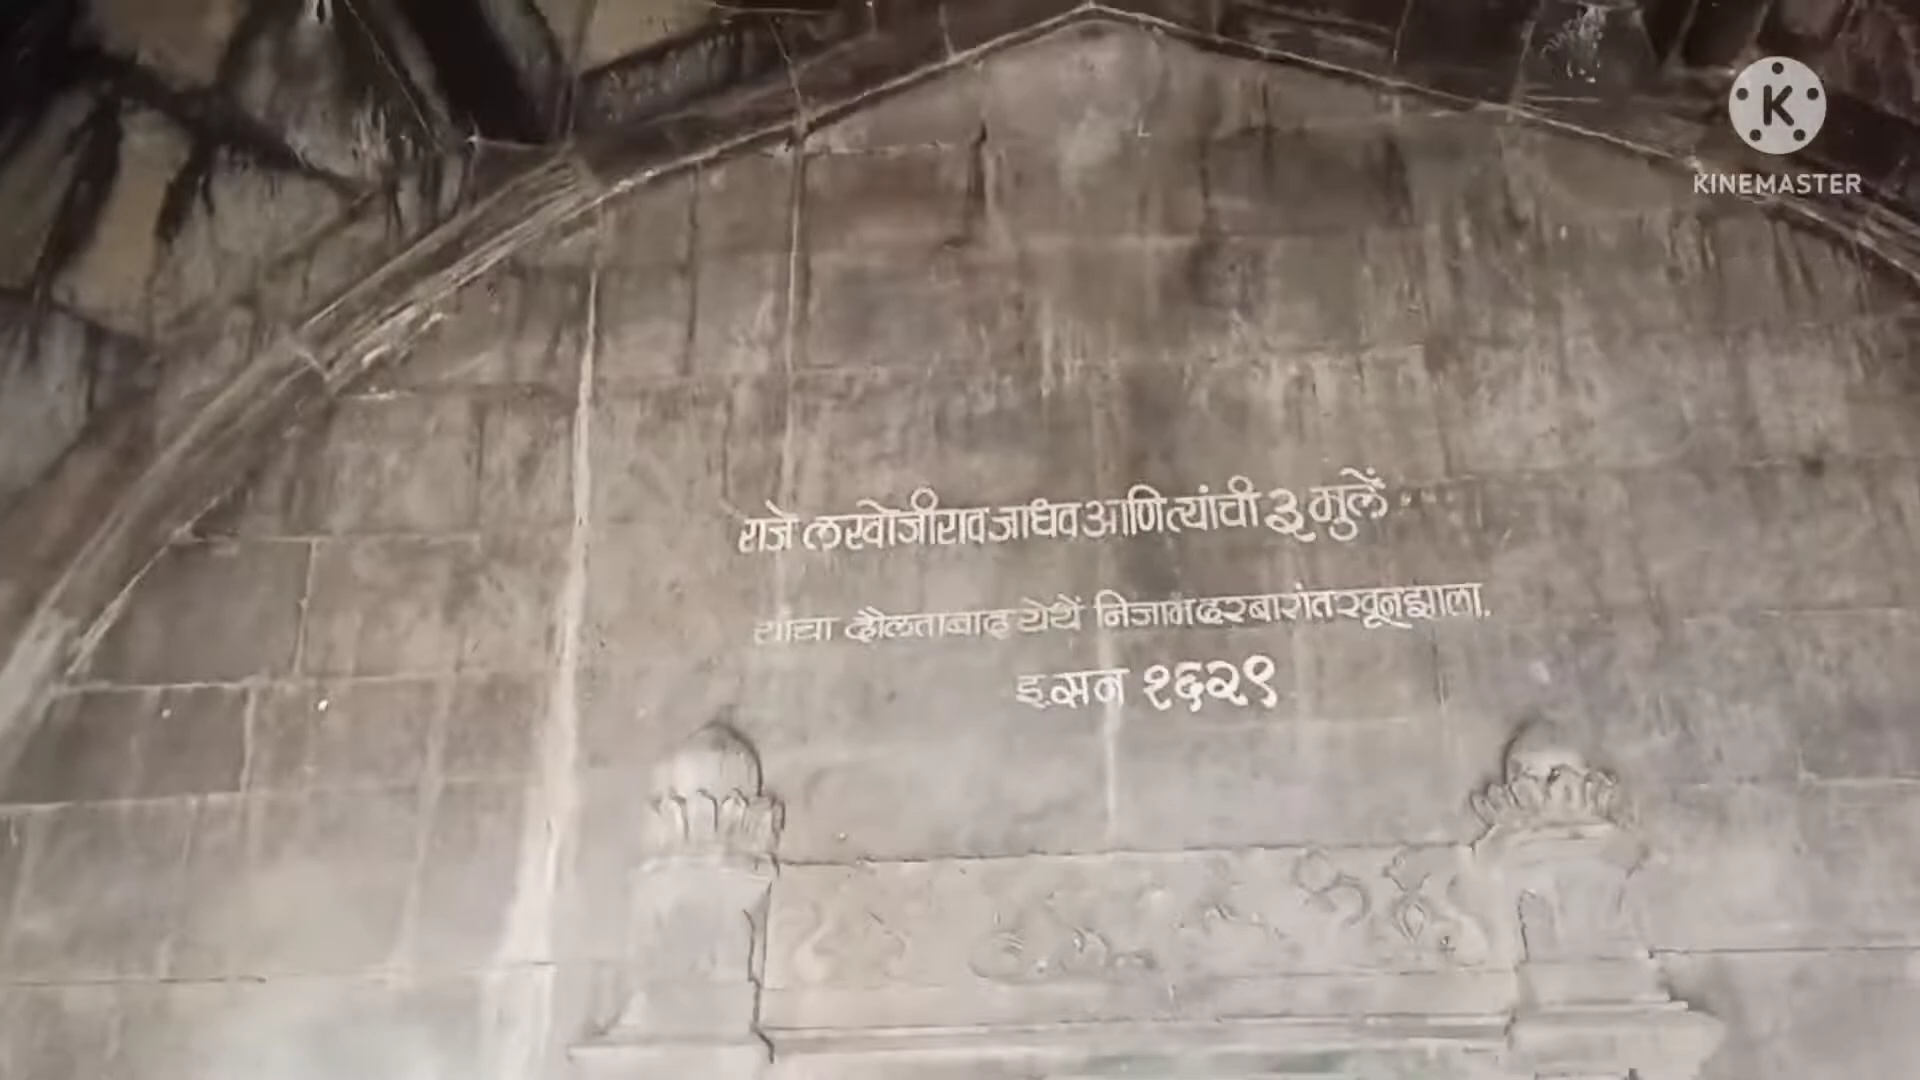 राजे लखोजीराव जाधव आणि त्यांची ३ मुलें
यांचा दौलताबाद येथें निजाम दरबारांत खून झाला.
इ.सन १६२९
K
KINEMASTER